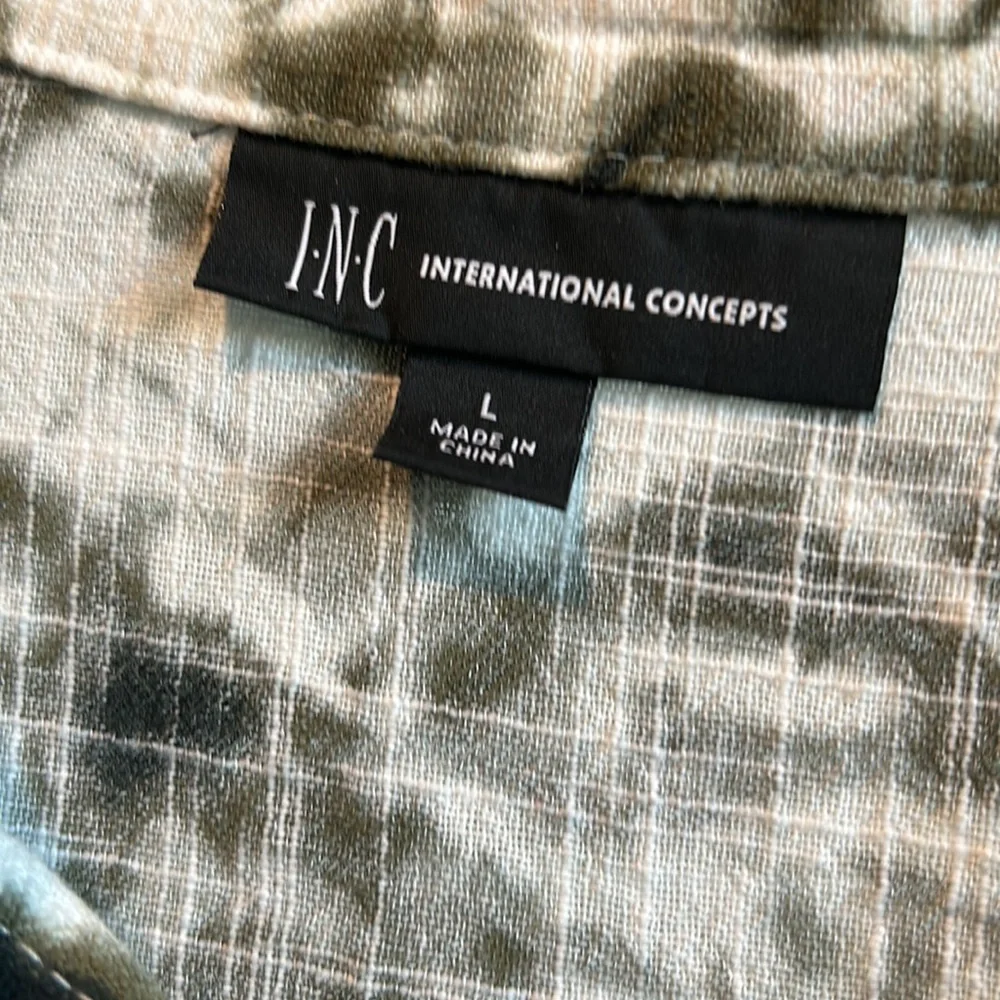 I·N·C INTERNATIONAL CONCEPTS
L
MADE IN
CHINA